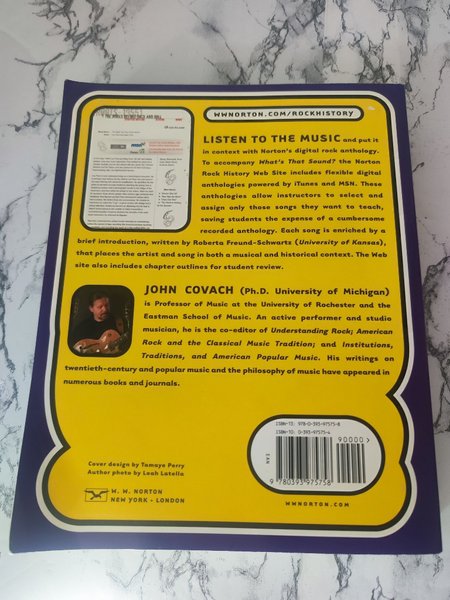 WWNORTON.COM/ROCKHISTORY
LISTEN TO THE MUSIC and put it
in context with Norton's digital rock anthology.
To accompany What's That Sound? the Norton
Rock History Web Site includes flexible digital
anthologies powered by iTunes and MSN. These
anthologies allow instructors to select and
assign only those songs they want to teach,
saving students the expense of a cumbersome
recorded anthology. Each song is enriched by a
brief introduction, written by Roberta Freund-Schwartz (University of Kansas),
that places the artist and song in both a musical and historical context. The Web
site also includes chapter outlines for student review.
JOHN COVACH (Ph.D. University of Michigan)
is Professor of Music at the University of Rochester and the
Eastman School of Music. An active performer and studio
musician, he is the co-editor of Understanding Rock; American
Rock and the Classical Music Tradition; and Institutions,
Traditions, and American Popular Music. His writings on
twentieth-century and popular music and the philosophy of music have appeared in
numerous books and journals.
ISBN-13: 978-0-393-97575-8
ISBN-10: 0-393-97575-4
90000>
EAN
9 780393 975758
WWNORTON.COM
Cover design by Tamaye Perry
Author photo by Leah Latella
W. W. NORTON
NEW YORK • LONDON